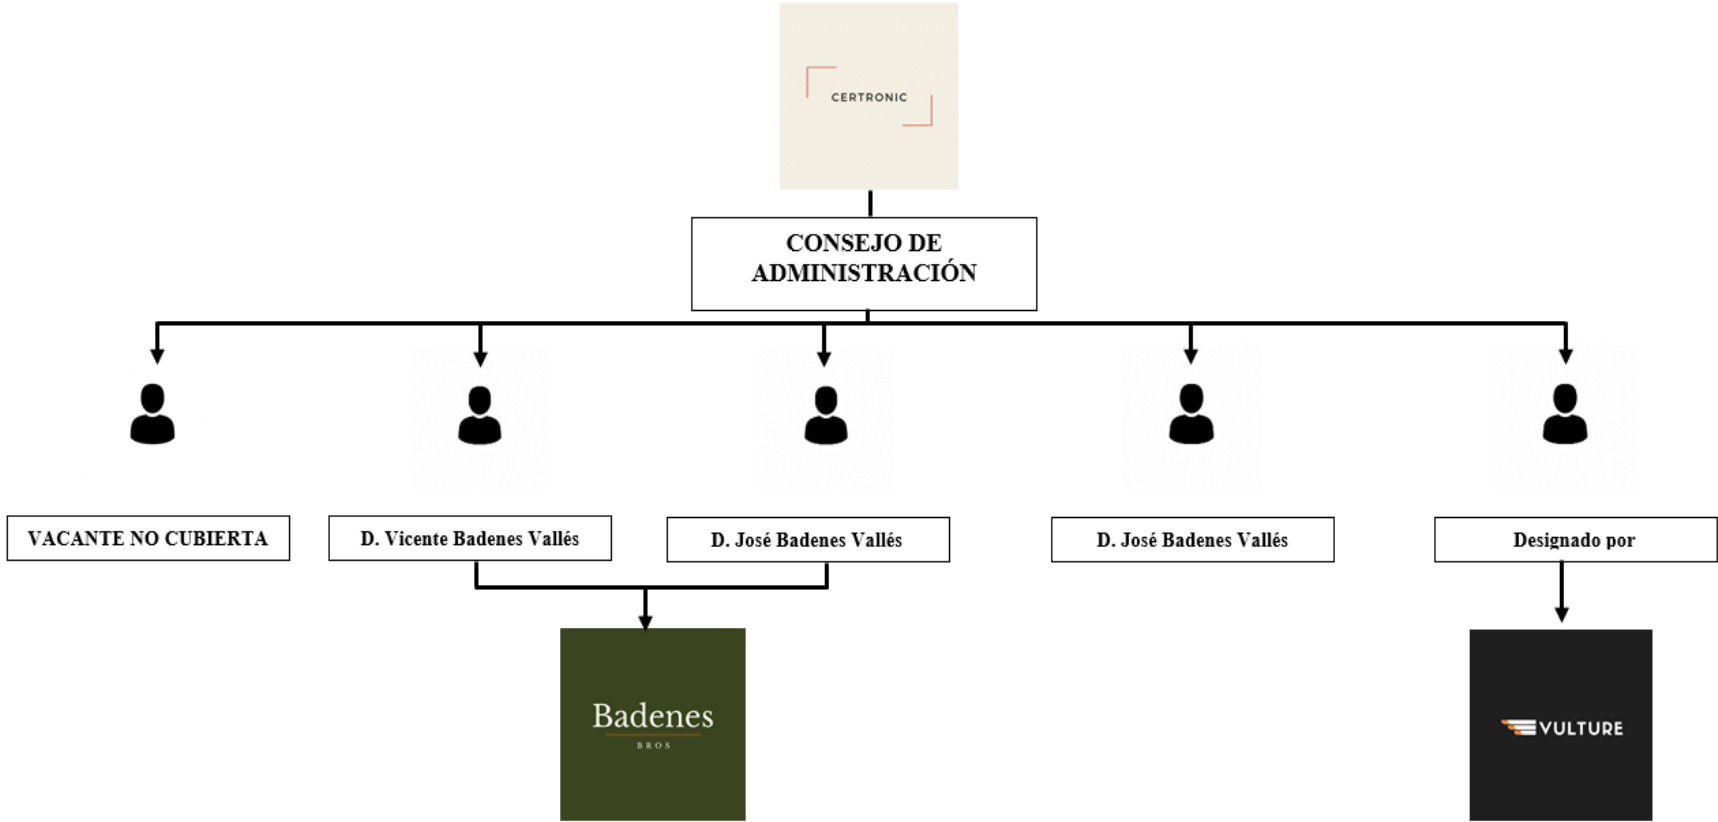 CERTRONIC
CONSEJO DE
ADMINISTRACIÓN
VACANTE NO CUBIERTA
D. Vicente Badenes Vallés
D. José Badenes Vallés
D. José Badenes Vallés
Designado por
Badenes
BROS
VULTURE